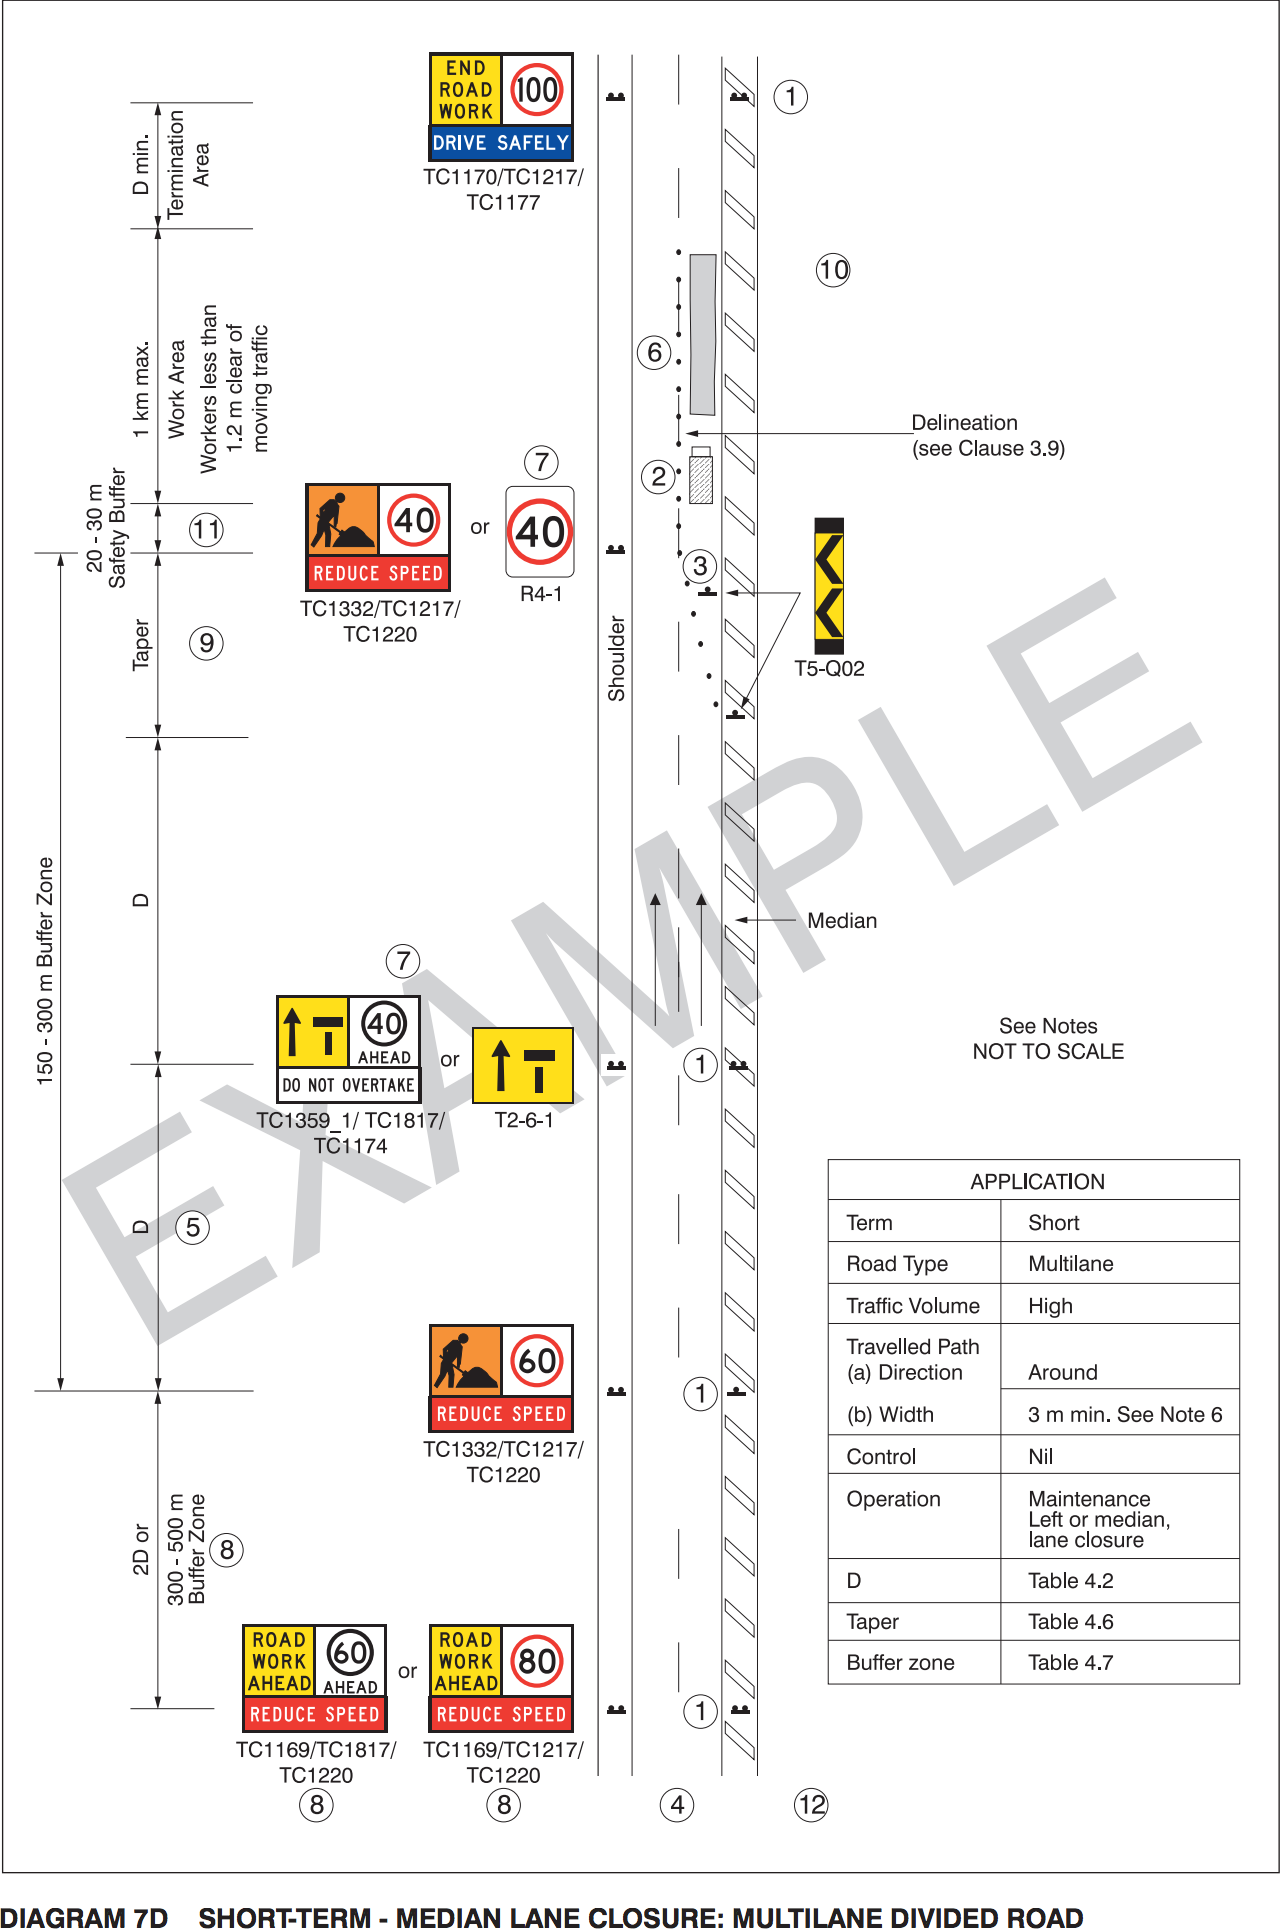 END
ROAD
WORK
100
DRIVE SAFELY
TC1170/TC1217/
TC1177
1
D min.
Termination
Area
10
1 km max.
Work Area
Workers less than
1.2 m clear of
moving traffic
6
Delineation
(see Clause 3.9)
7
2
20 - 30 m
Safety Buffer
11
40
REDUCE SPEED
TC1332/TC1217/
TC1220
or
40
R4-1
3
T5-Q02
Taper
9
Shoulder
150 - 300 m Buffer Zone
D
Median
7
40
AHEAD
DO NOT OVERTAKE
TC1359_1/ TC1817/
TC1174
or
T2-6-1
1
See Notes
NOT TO SCALE
D
5
60
REDUCE SPEED
TC1332/TC1217/
TC1220
1
2D or
300 - 500 m
Buffer Zone
8
ROAD
WORK
AHEAD
60
AHEAD
REDUCE SPEED
TC1169/TC1817/
TC1220
8
or
ROAD
WORK
AHEAD
80
REDUCE SPEED
TC1169/TC1217/
TC1220
8
1
4
12
EXAMPLE
APPLICATION
Term Short
Road Type Multilane
Traffic Volume High
Travelled Path
(a) Direction Around
(b) Width 3 m min. See Note 6
Control Nil
Operation Maintenance
Left or median,
lane closure
D Table 4.2
Taper Table 4.6
Buffer zone Table 4.7
DIAGRAM 7D SHORT-TERM - MEDIAN LANE CLOSURE: MULTILANE DIVIDED ROAD